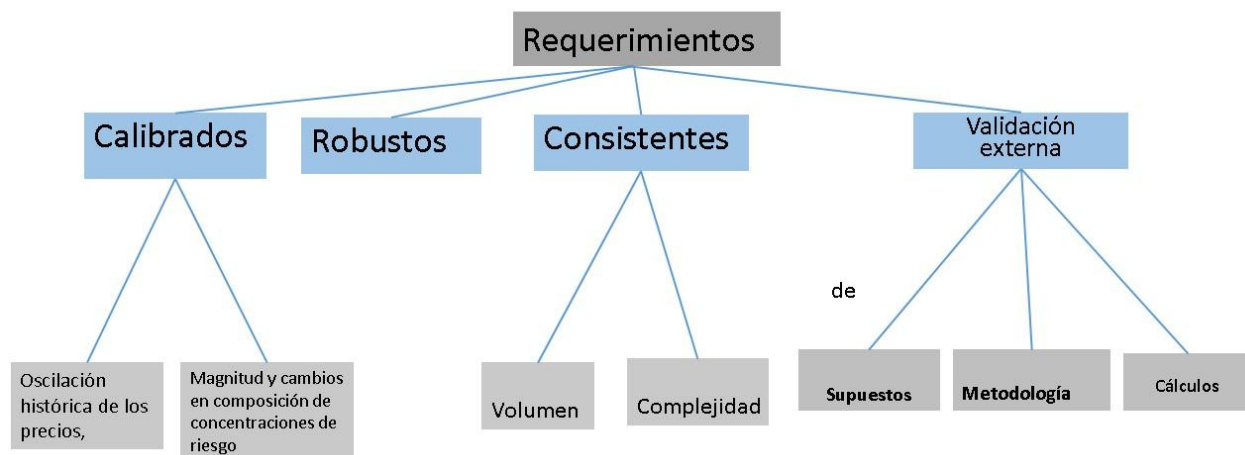 Requerimientos
Calibrados
Robustos
Consistentes
Validación
externa
de
Oscilación
histórica de los
precios,
Magnitud y cambios
en composición de
concentraciones de
riesgo
Volumen
Complejidad
Supuestos
Metodología
Cálculos